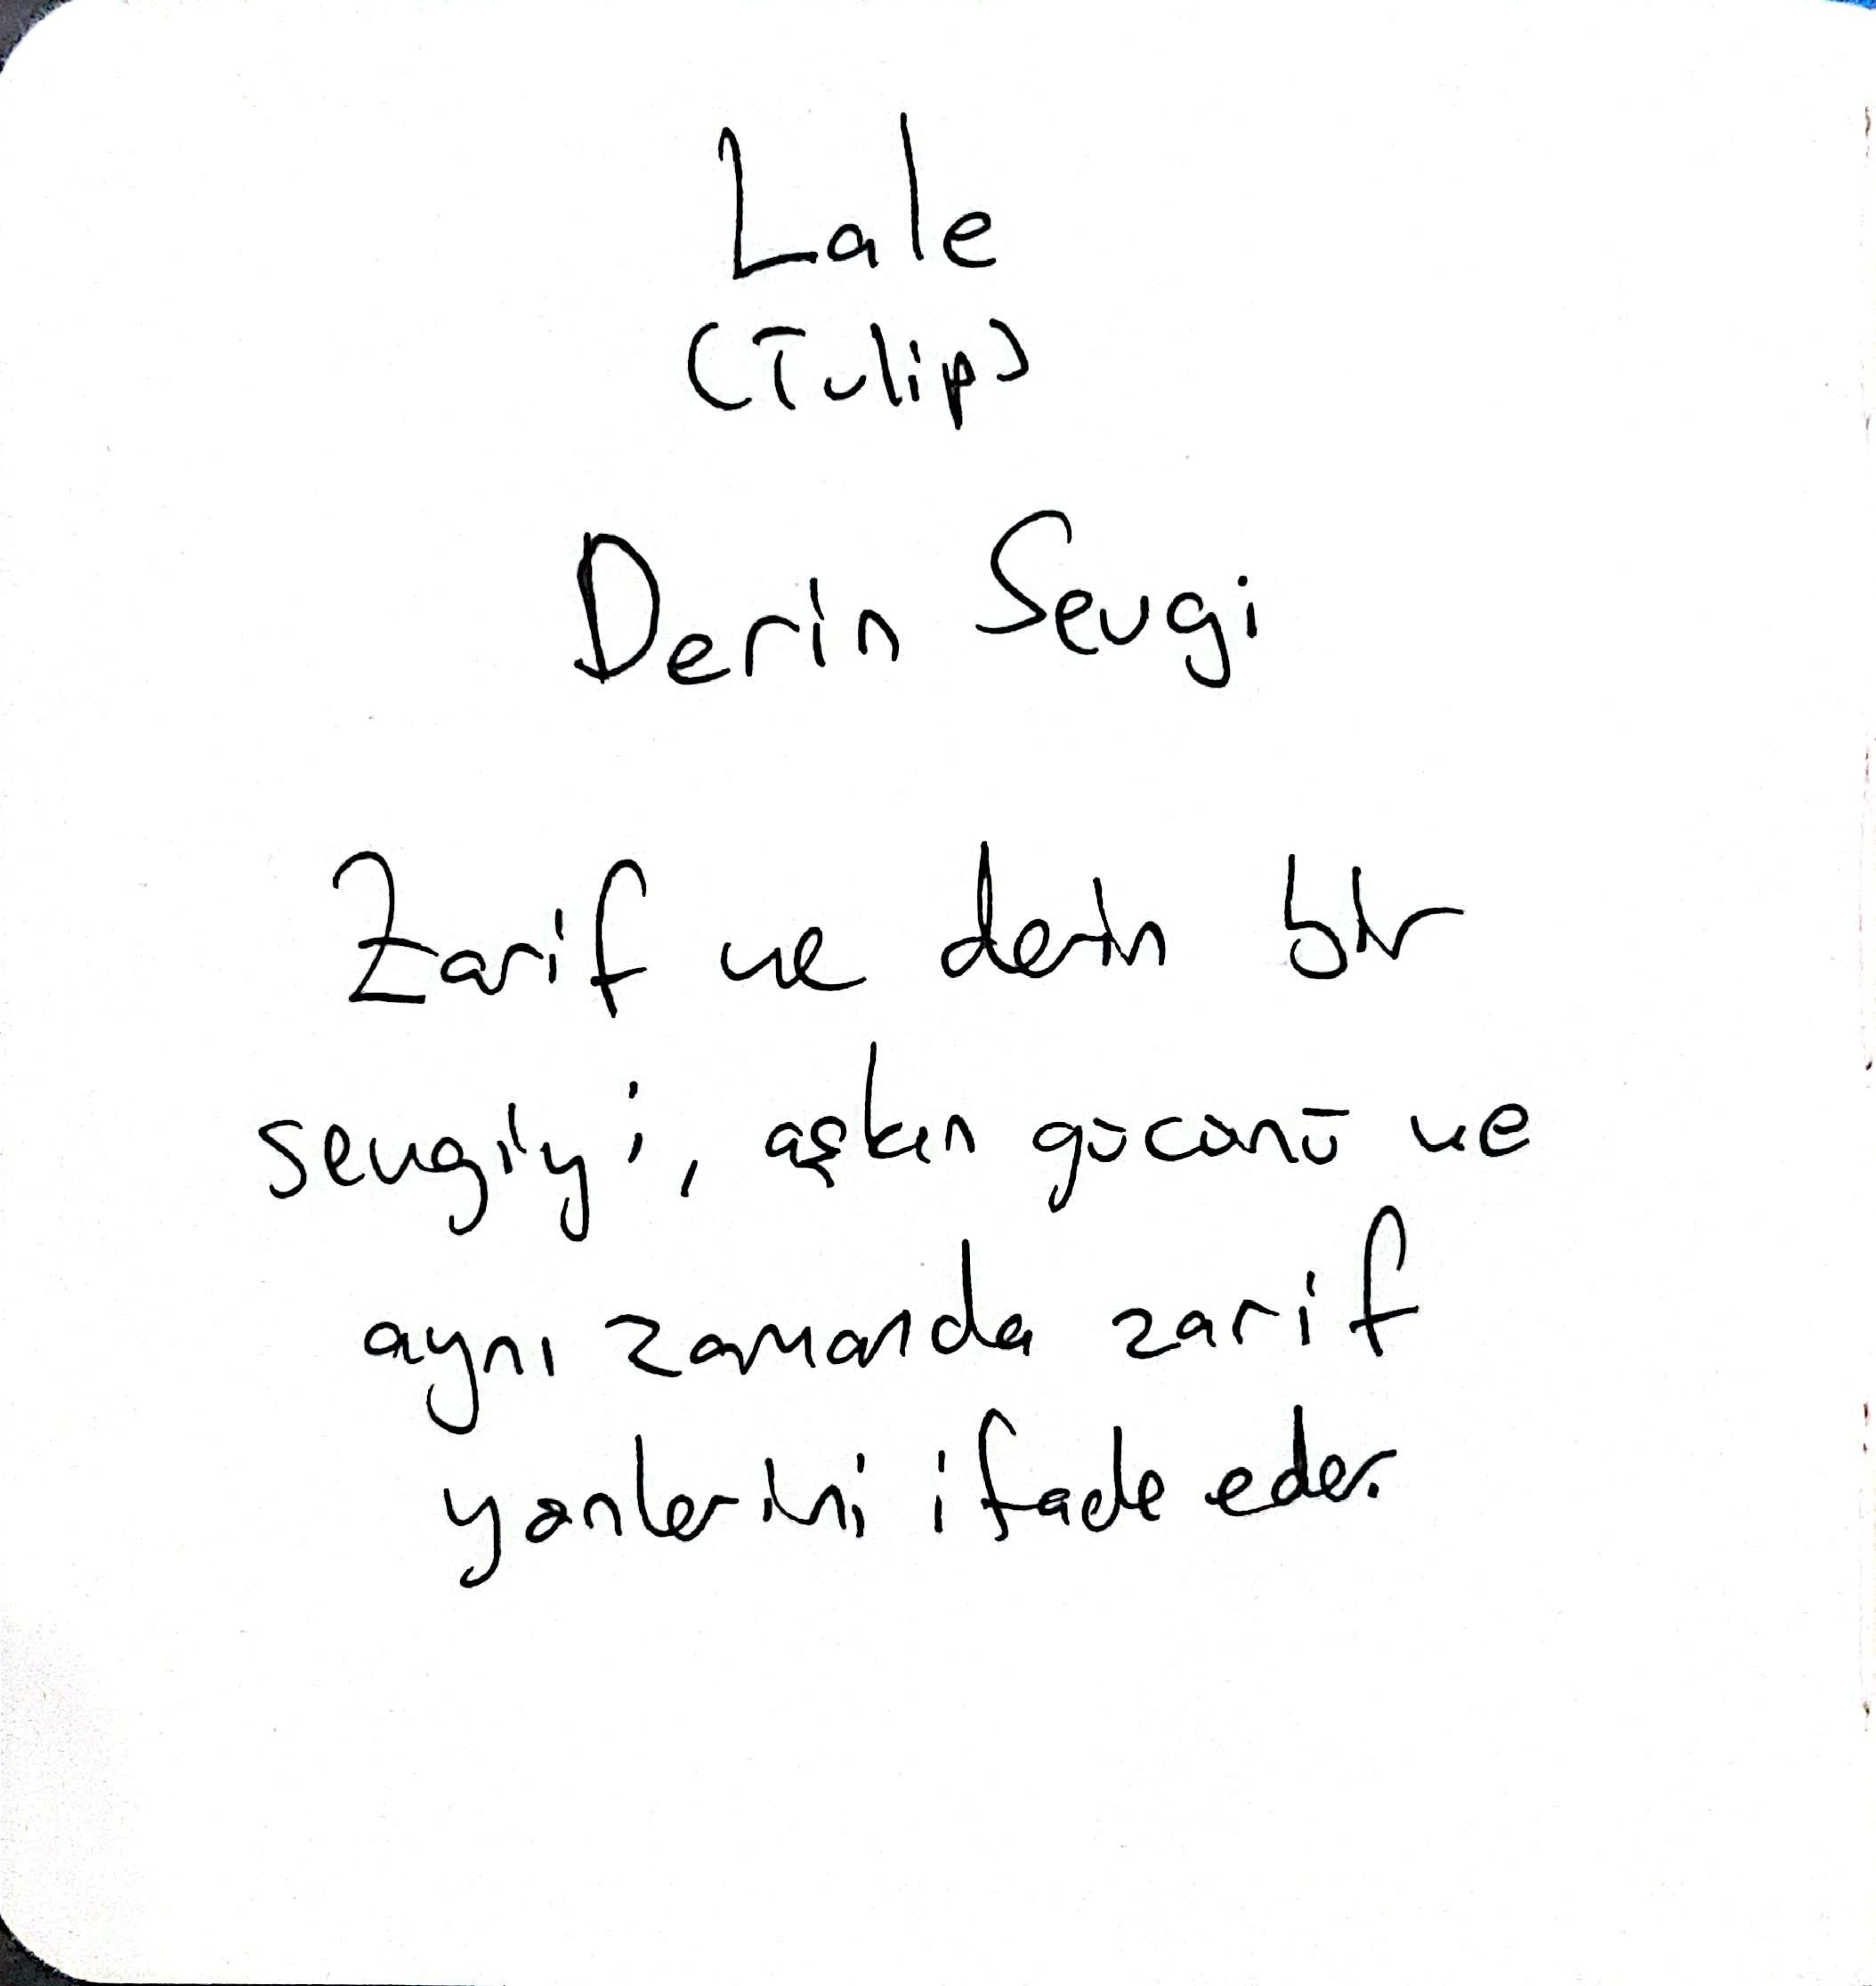 Lale
(Tulip)
Derin Sevgi
Zarif ve derin bir
sevgiyi, aşkın gücünü ve
aynı zamanda zarif
yanlarını ifade eder.